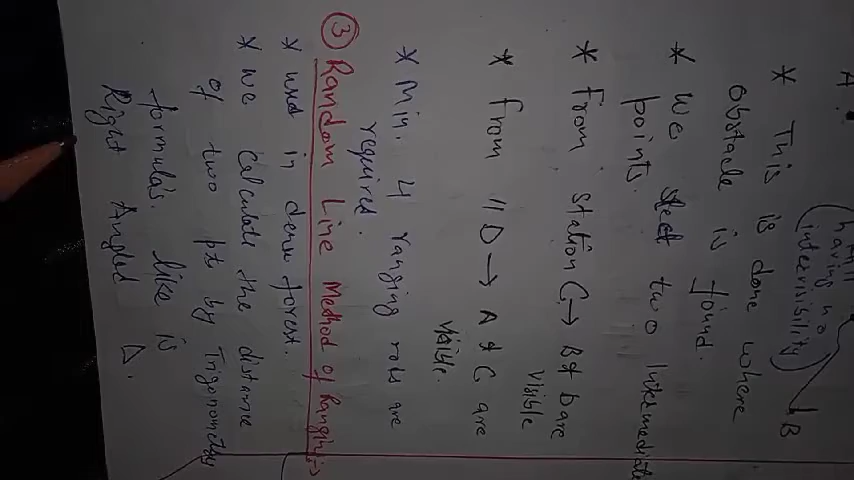 A
Hill
(having no
intervisibility)
B
* This is done where
obstacle is found.
* We select two intermediate
points.
* From station C → B & D are
visible
* From 11 D → A & C are
visible.
* Min. 4 ranging rods are
required.
③ Random Line Method of Ranging:→
* used in dense forest.
* We calculate the distance
of two pts by Trigonometry
formulas. like is
Right Angled Δ.